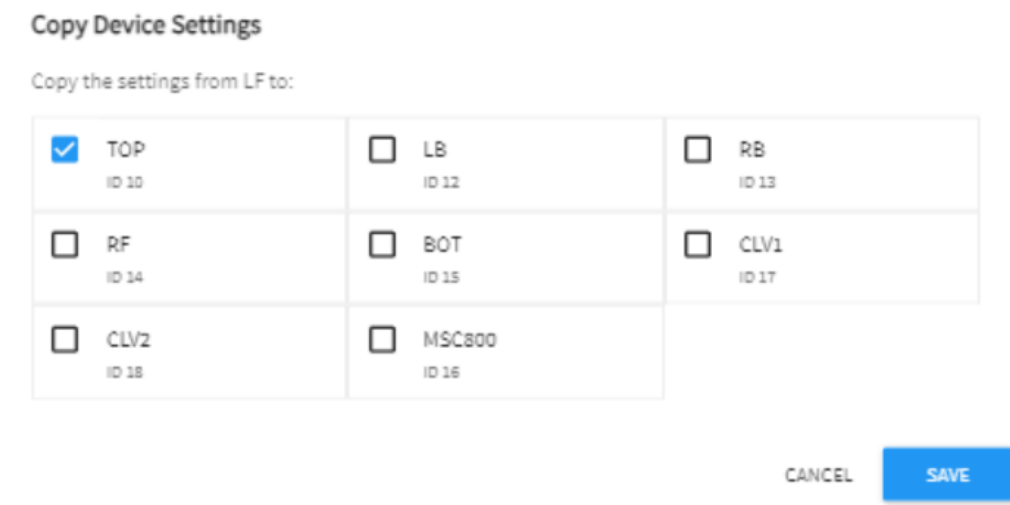 Copy Device Settings
Copy the settings from LF to:
TOP
ID 10
LB
ID 12
RB
ID 13
RF
ID 14
BOT
ID 15
CLV1
ID 17
CLV2
ID 18
MSC800
ID 16
CANCEL
SAVE